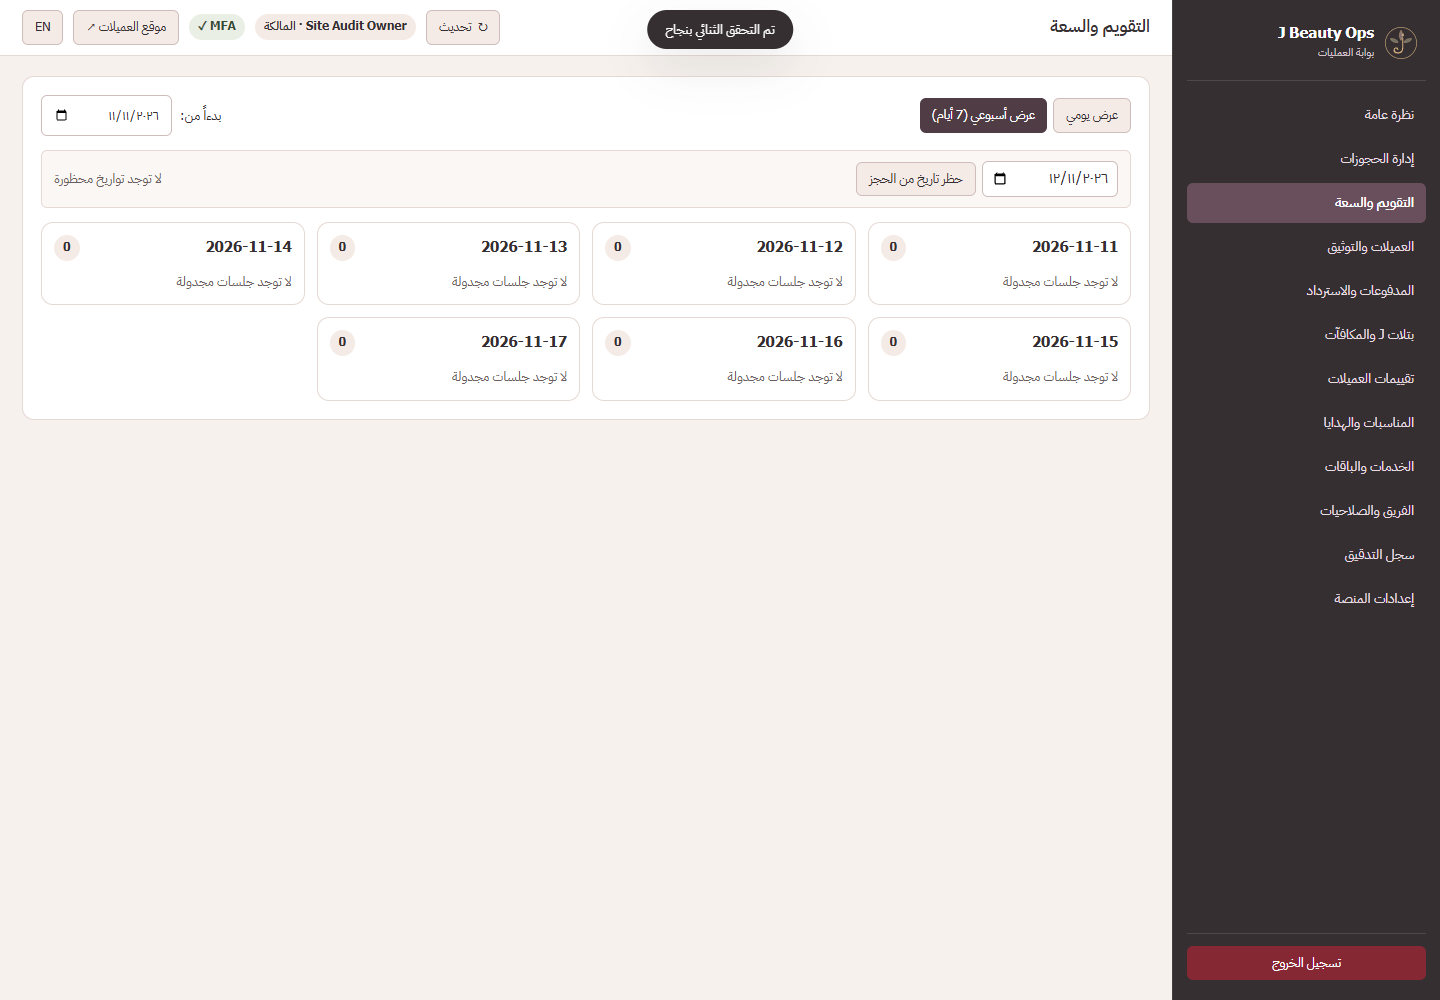 J Beauty Ops
بوابة العمليات
نظرة عامة
إدارة الحجوزات
التقويم والسعة
العميلات والتوثيق
المدفوعات والاسترداد
بتلات J والمكافآت
تقييمات العميلات
المناسبات والهدايا
الخدمات والباقات
الفريق والصلاحيات
سجل التدقيق
إعدادات المنصة
تسجيل الخروج
التقويم والسعة
تم التحقق الثنائي بنجاح
↻ تحديث
Site Audit Owner · المالكة
MFA ✓
موقع العميلات ↗
EN
عرض يومي
عرض أسبوعي (7 أيام)
بدءاً من:
١١/١١/٢٠٢٦
١٢/١١/٢٠٢٦
حظر تاريخ من الحجز
لا توجد تواريخ محظورة
2026-11-11
0
لا توجد جلسات مجدولة
2026-11-12
0
لا توجد جلسات مجدولة
2026-11-13
0
لا توجد جلسات مجدولة
2026-11-14
0
لا توجد جلسات مجدولة
2026-11-15
0
لا توجد جلسات مجدولة
2026-11-16
0
لا توجد جلسات مجدولة
2026-11-17
0
لا توجد جلسات مجدولة